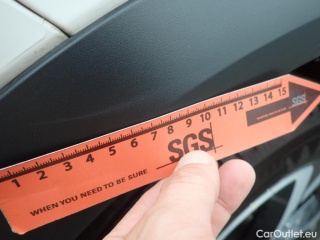 1 2 3 4 5 6 7 8 9 10 11 12 13 14 15
SGS
WHEN YOU NEED TO BE SURE
SGS
CarOutlet.eu